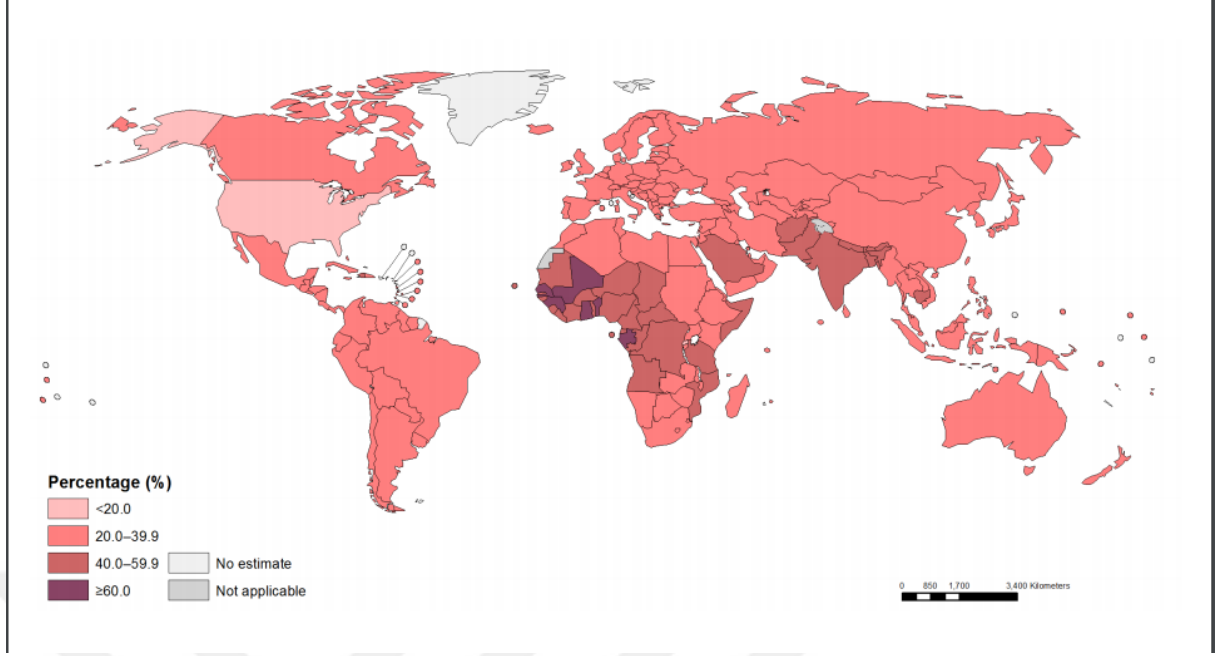 Percentage (%)
<20.0
20.0–39.9
40.0–59.9
≥60.0
No estimate
Not applicable
0 850 1,700 3,400 Kilometers